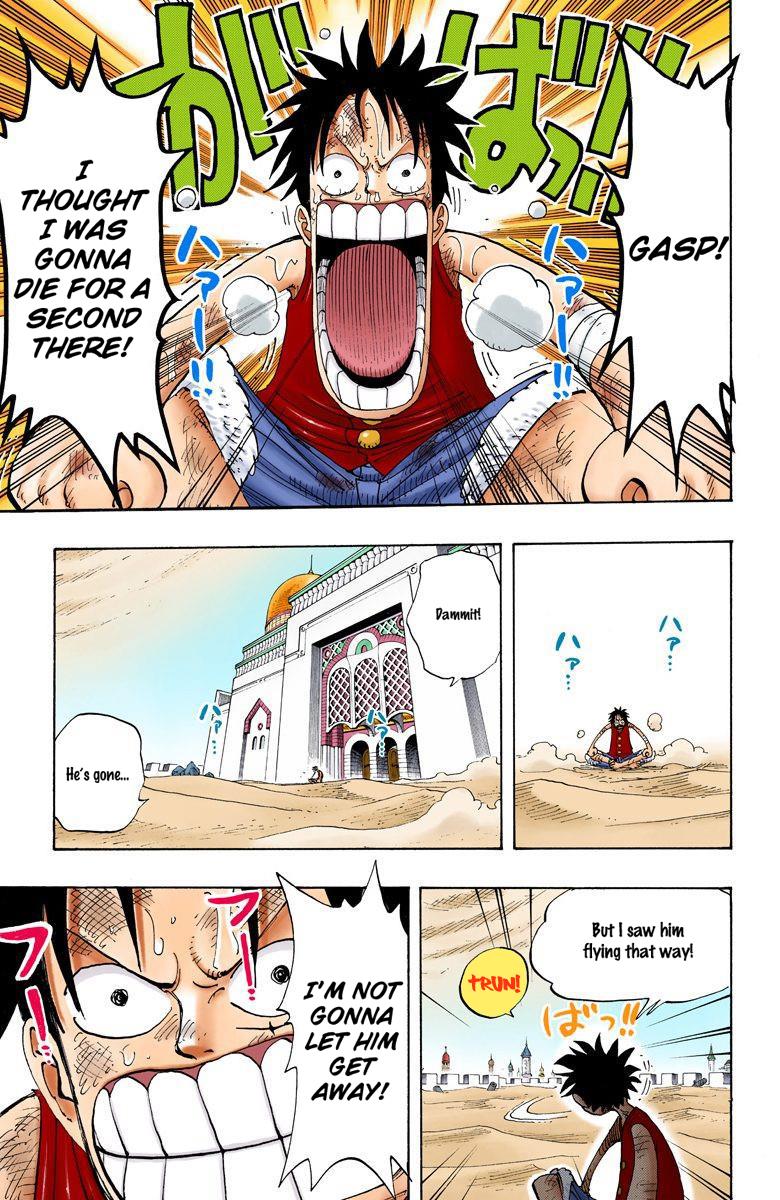 GASP!
がばっ!!
ハァー!!
ハァー!!
I
THOUGHT
I WAS
GONNA
DIE FOR A
SECOND
THERE!
ハァ…
ハァ…
Dammit!
ハァ…
ハァ…
He's gone...
But I saw him
flying that way!
TRUN!
ばっ!!
I'M NOT
GONNA
LET HIM
GET
AWAY!
フー!
フー!